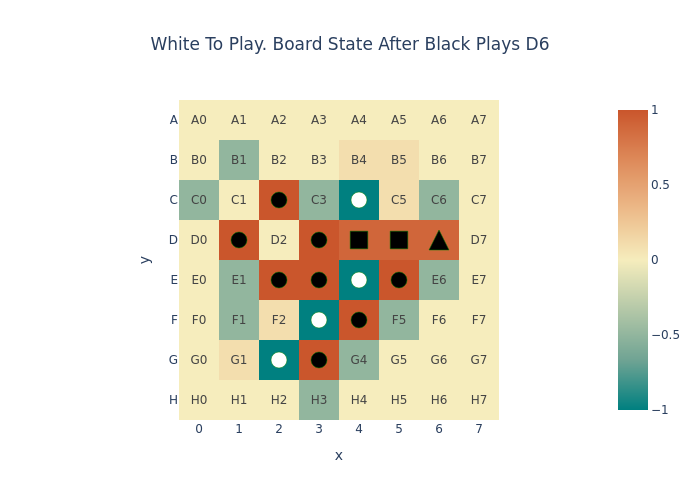 White To Play. Board State After Black Plays D6
A A0 A1 A2 A3 A4 A5 A6 A7
B B0 B1 B2 B3 B4 B5 B6 B7
C C0 C1 C3 C5 C6 C7
D D0 D2 D7
E E0 E1 E6 E7
F F0 F1 F2 F5 F6 F7
G G0 G1 G4 G5 G6 G7
H H0 H1 H2 H3 H4 H5 H6 H7
0 1 2 3 4 5 6 7
x
y
1
0.5
0
−0.5
−1